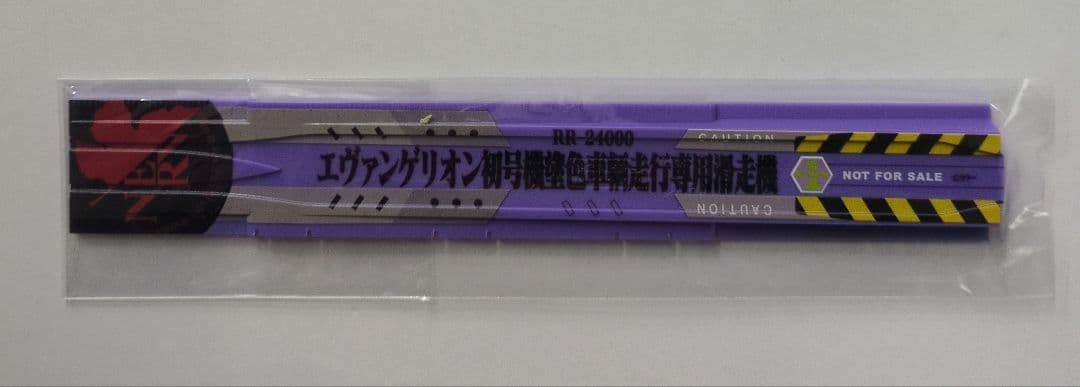 NERV
RR-24000
エヴァンゲリオン初号機塗色車輌走行専用滑走機
CAUTION
NOT FOR SALE
CAUTION